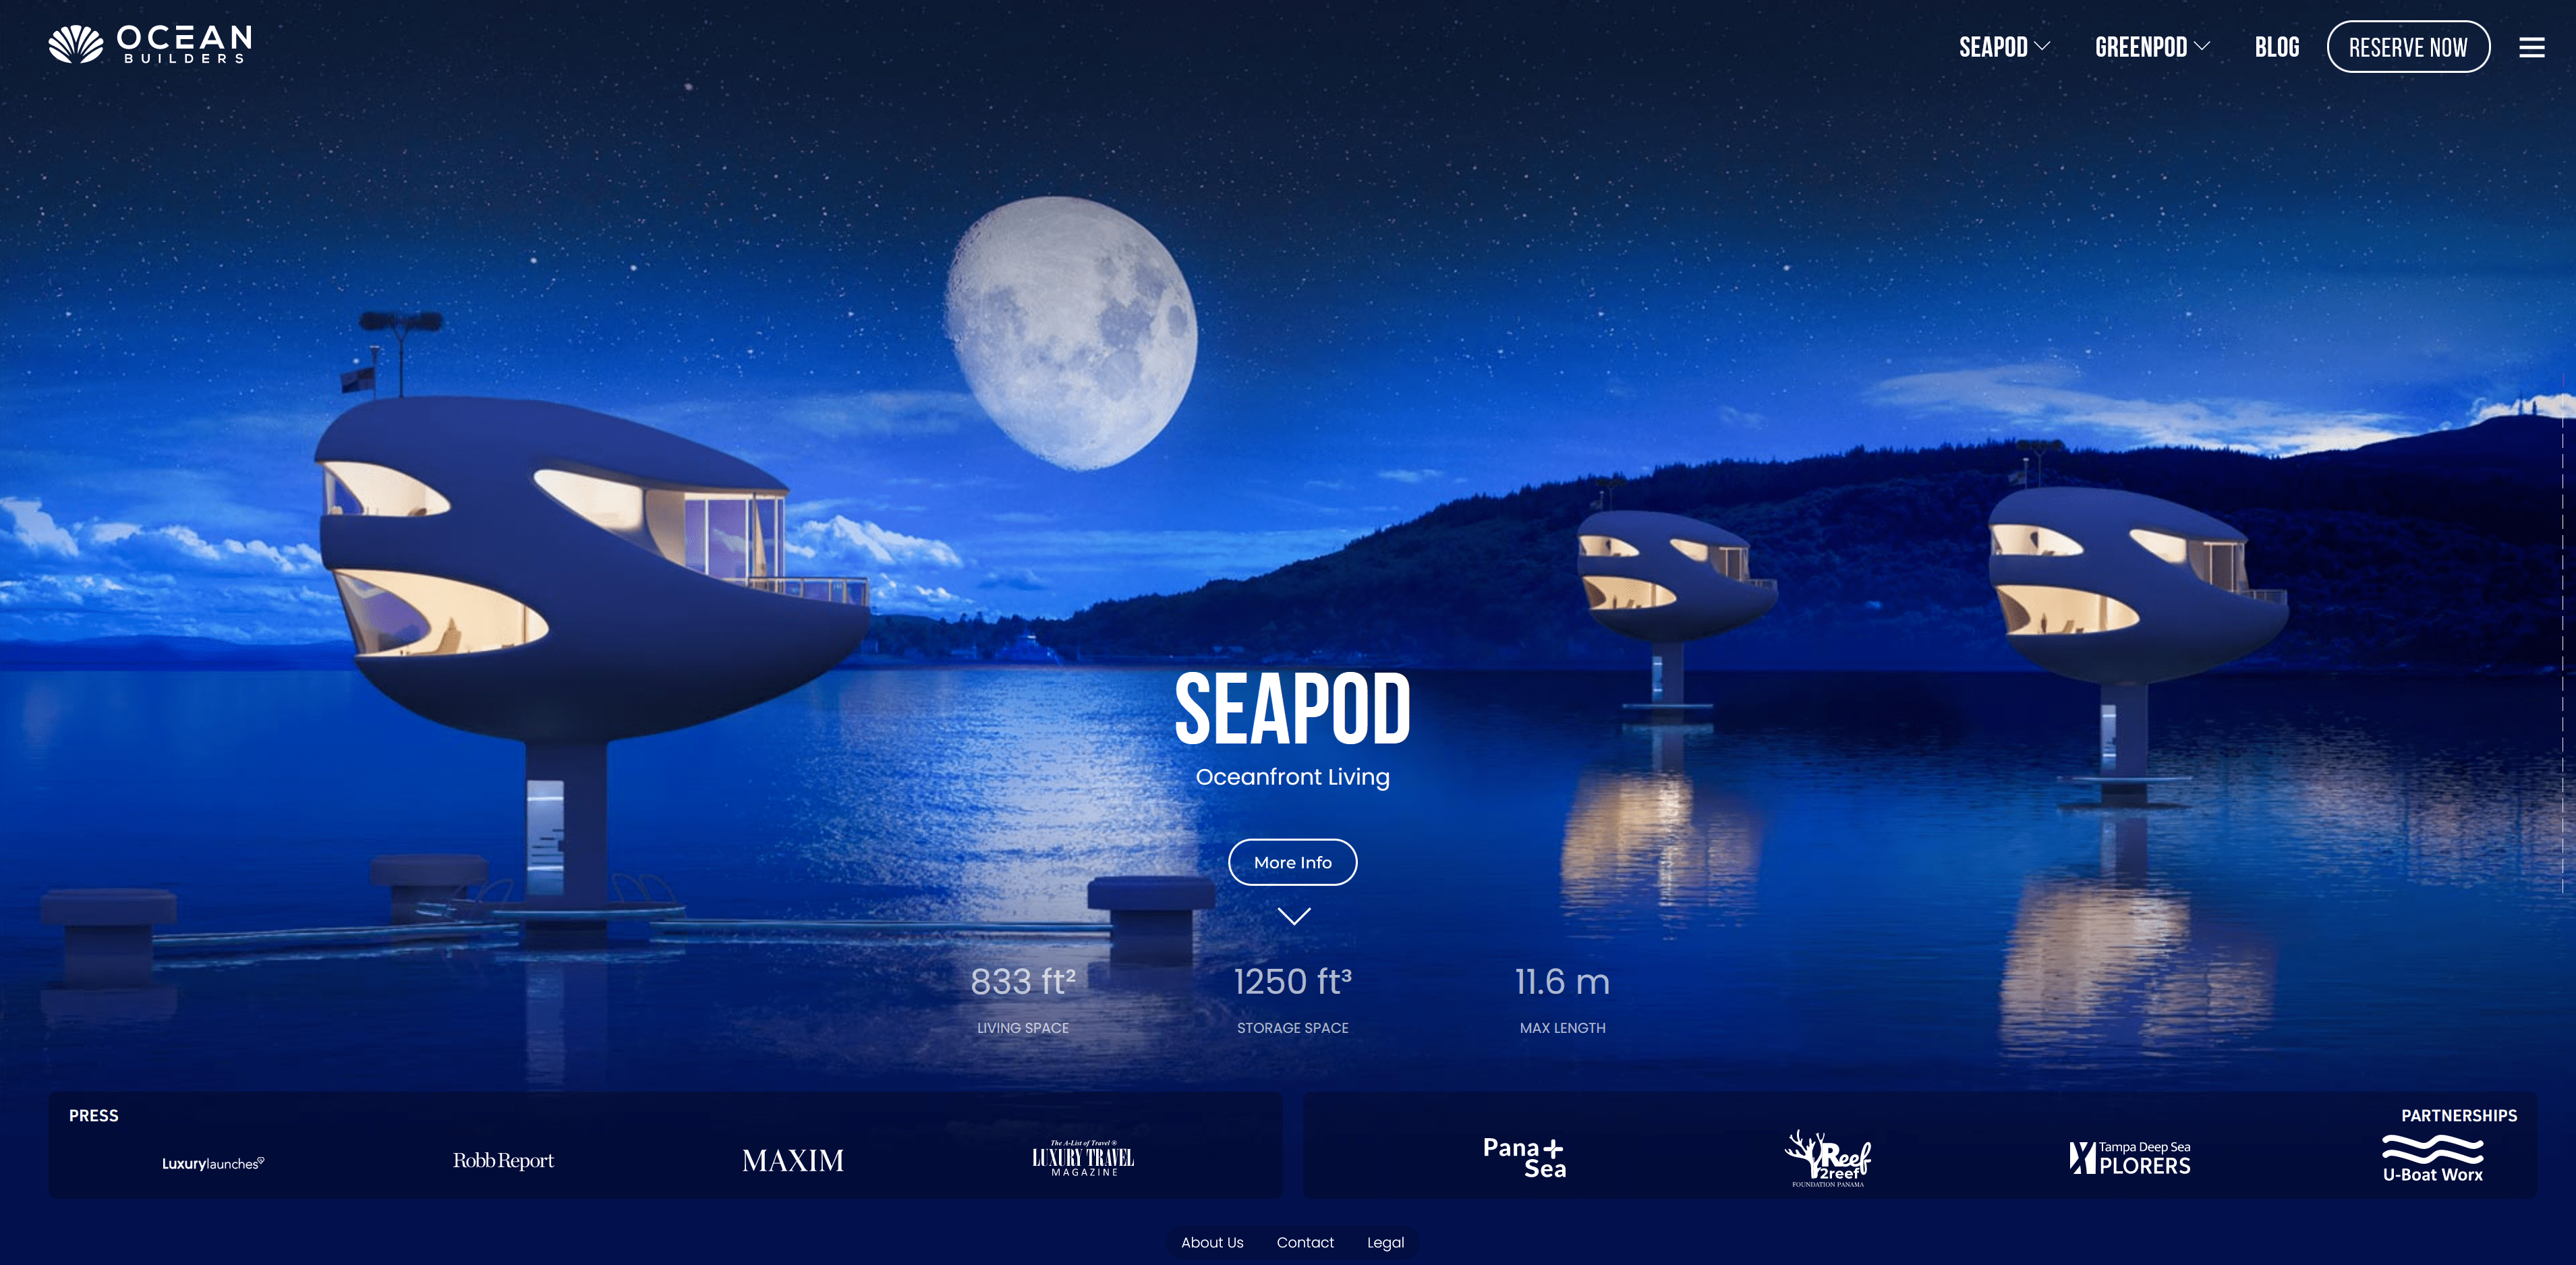 OCEAN
BUILDERS
SEAPOD
GREENPOD
BLOG
RESERVE NOW
SEAPOD
Oceanfront Living
More Info
833 ft²
1250 ft³
11.6 m
LIVING SPACE
STORAGE SPACE
MAX LENGTH
PRESS
Luxurylaunches
Robb Report
MAXIM
The A-List of Travel ®
LUXURY TRAVEL
MAGAZINE
PARTNERSHIPS
Pana
Sea
Reef
2reef
FOUNDATION PANAMA
Tampa Deep Sea
XPLORERS
U-Boat Worx
About Us
Contact
Legal